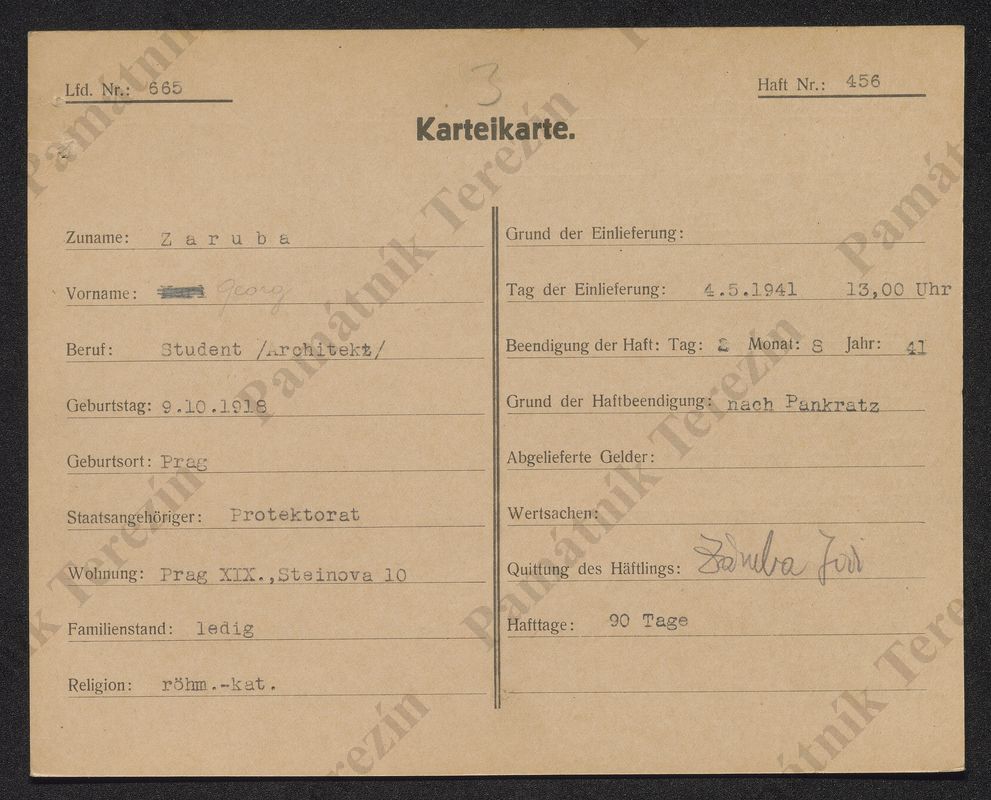 Lfd. Nr.: 665
3
Haft Nr.: 456
Karteikarte.
Zuname: Zaruba
Vorname: Georg
Beruf: Student /Architekt/
Geburtstag: 9.10.1918
Geburtsort: Prag
Staatsangehöriger: Protektorat
Wohnung: Prag XIX.,Steinova 10
Familienstand: ledig
Religion: röhm.-kat.
Grund der Einlieferung:
Tag der Einlieferung: 4.5.1941 13,00 Uhr
Beendigung der Haft: Tag: 2 Monat: 8 Jahr: 41
Grund der Haftbeendigung: nach Pankratz
Abgelieferte Gelder:
Wertsachen:
Quittung des Häftlings: Záruba Jiří
Hafttage: 90 Tage
Památník Terezín